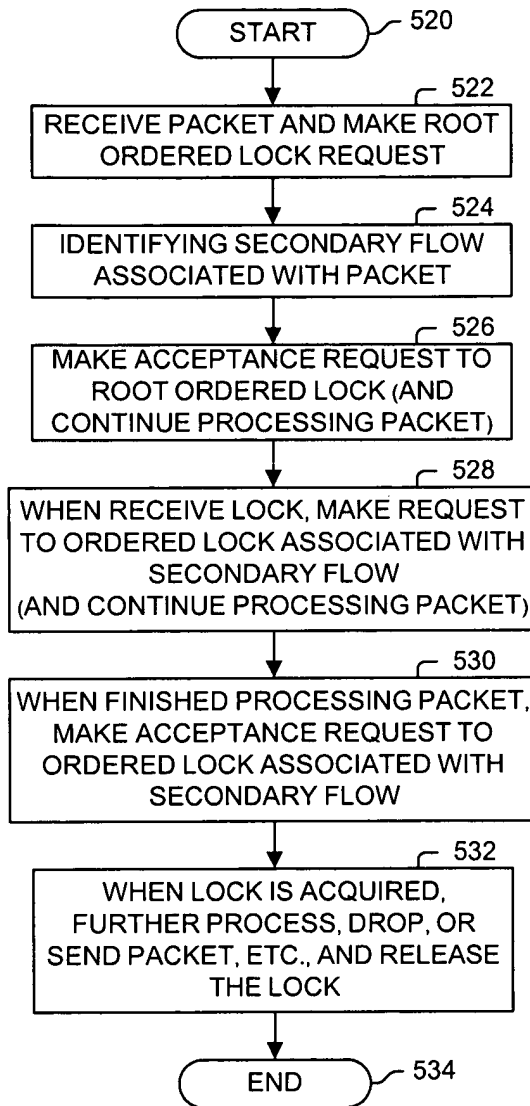 START
520
522
RECEIVE PACKET AND MAKE ROOT
ORDERED LOCK REQUEST
524
IDENTIFYING SECONDARY FLOW
ASSOCIATED WITH PACKET
526
MAKE ACCEPTANCE REQUEST TO
ROOT ORDERED LOCK (AND
CONTINUE PROCESSING PACKET)
528
WHEN RECEIVE LOCK, MAKE REQUEST
TO ORDERED LOCK ASSOCIATED WITH
SECONDARY FLOW
(AND CONTINUE PROCESSING PACKET)
530
WHEN FINISHED PROCESSING PACKET,
MAKE ACCEPTANCE REQUEST TO
ORDERED LOCK ASSOCIATED WITH
SECONDARY FLOW
532
WHEN LOCK IS ACQUIRED,
FURTHER PROCESS, DROP, OR
SEND PACKET, ETC., AND RELEASE
THE LOCK
END
534